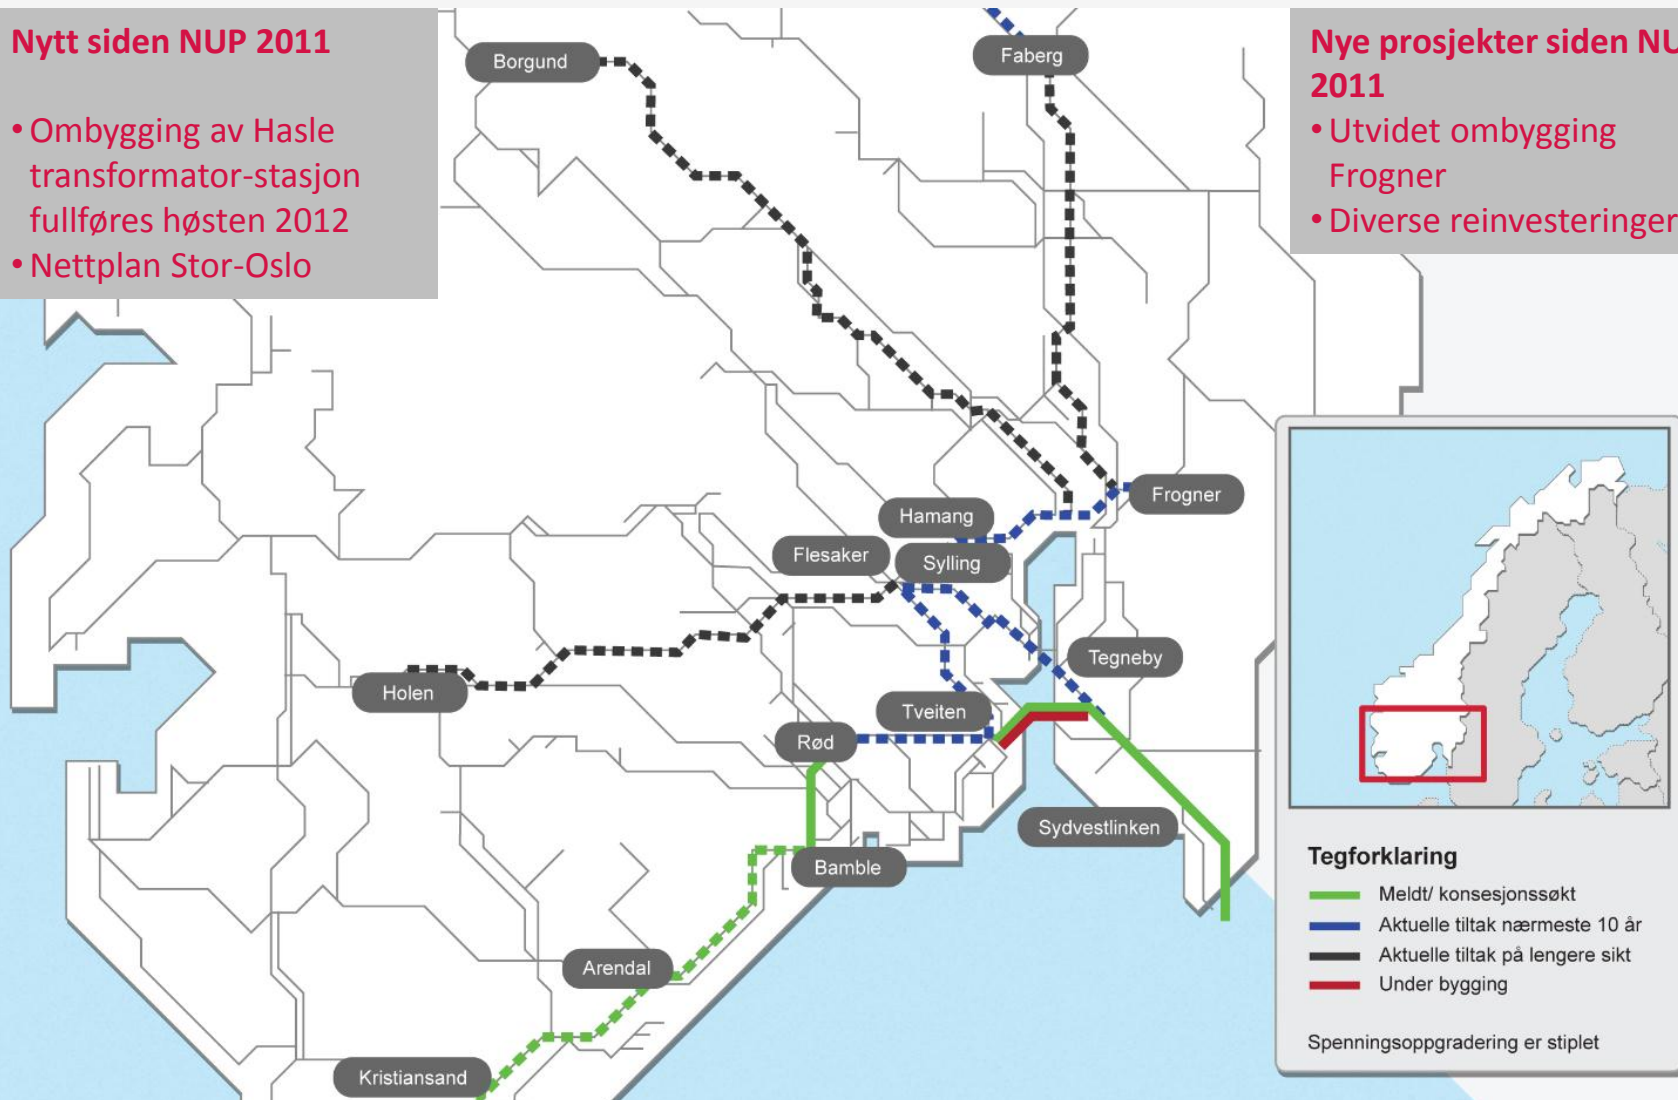 Nytt siden NUP 2011
• Ombygging av Hasle
transformator-stasjon
fullføres høsten 2012
• Nettplan Stor-Oslo
Nye prosjekter siden NU
2011
• Utvidet ombygging
Frogner
• Diverse reinvesteringer
Borgund
Faberg
Frogner
Hamang
Flesaker
Sylling
Tegneby
Holen
Tveiten
Rød
Sydvestlinken
Bamble
Arendal
Kristiansand
Tegforklaring
Meldt/ konsesjonssøkt
Aktuelle tiltak nærmeste 10 år
Aktuelle tiltak på lengere sikt
Under bygging
Spenningsoppgradering er stiplet